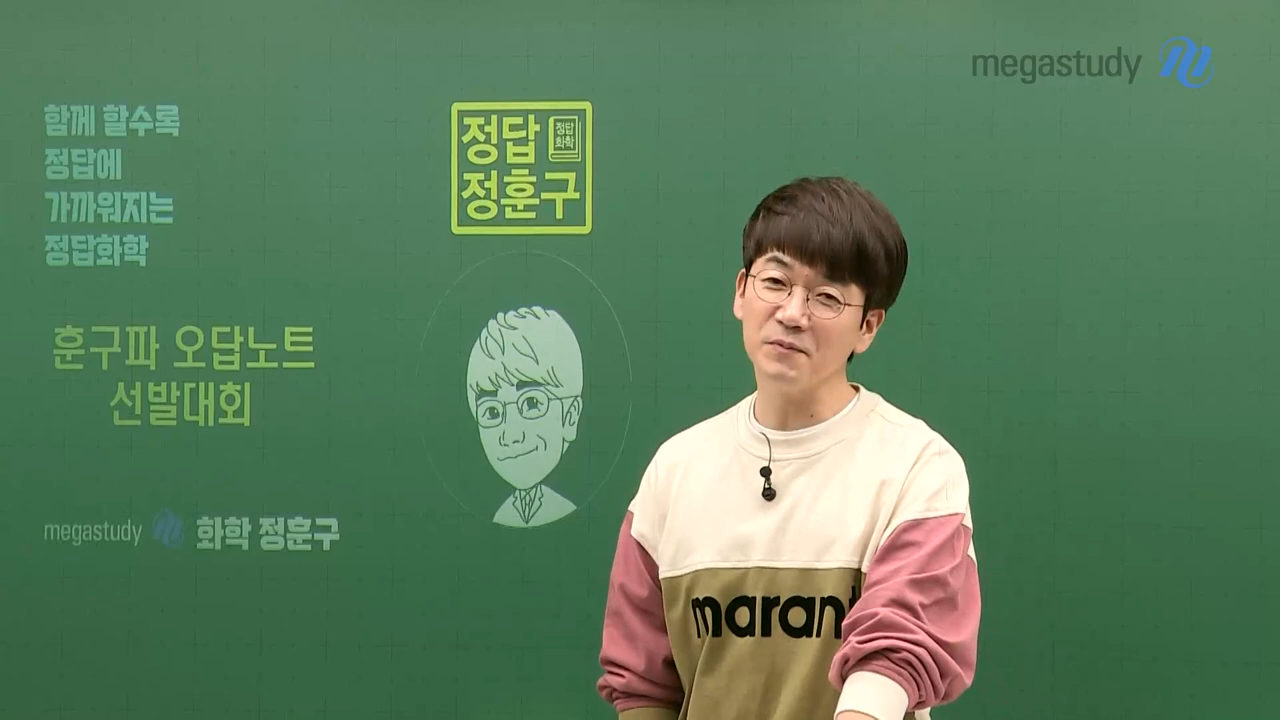 megastudy
함께 할수록
정답에
가까워지는
정답화학
정답
정답
화학
정훈구
훈구파 오답노트
선발대회
megastudy 화학 정훈구
marant